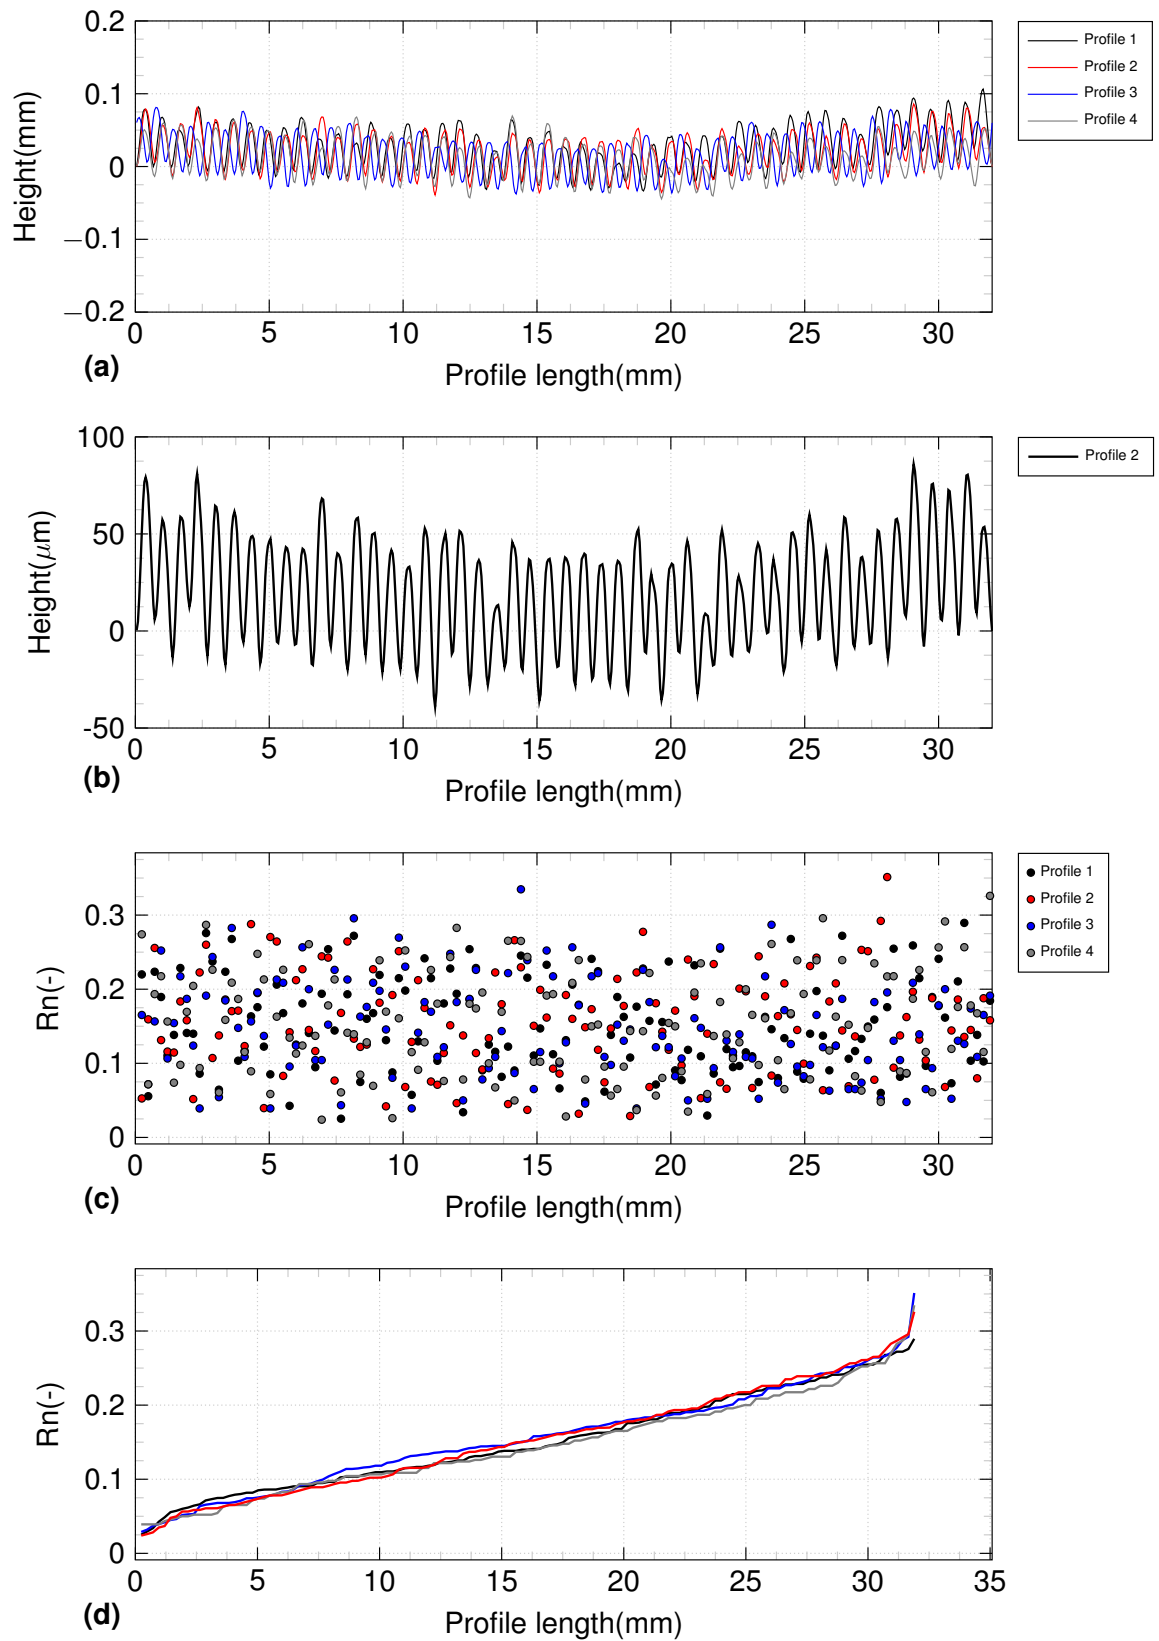 0.2
0.1
0
−0.1
−0.2
Height(mm)
0 5 10 15 20 25 30
Profile length(mm)
(a)
Profile 1
Profile 2
Profile 3
Profile 4
100
50
0
-50
Height(μm)
0 5 10 15 20 25 30
Profile length(mm)
(b)
Profile 2
0.3
0.2
0.1
0
Rn(-)
0 5 10 15 20 25 30
Profile length(mm)
(c)
Profile 1
Profile 2
Profile 3
Profile 4
0.3
0.2
0.1
0
Rn(-)
0 5 10 15 20 25 30 35
Profile length(mm)
(d)